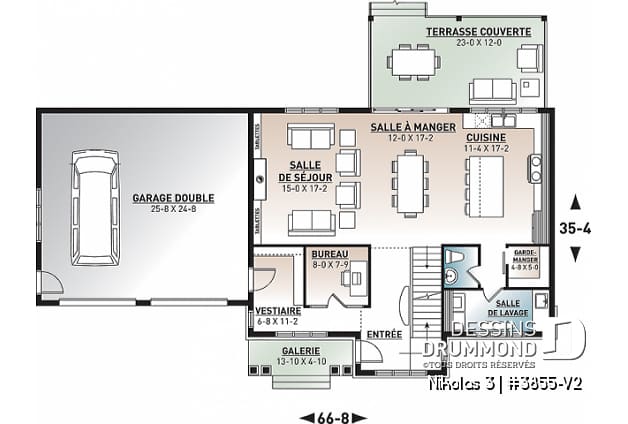 TERRASSE COUVERTE
23-0 X 12-0
TABLETTES
SALLE À MANGER
12-0 X 17-2
CUISINE
11-4 X 17-2
SALLE
DE SÉJOUR
15-0 X 17-2
GARAGE DOUBLE
25-8 X 24-8
TABLETTES
35-4
BUREAU
8-0 X 7-9
GARDE-
MANGER
4-8 X 5-0
VESTIAIRE
6-8 X 11-2
SALLE
DE LAVAGE
ENTRÉE
GALERIE
13-10 X 4-10
DESSINS
DRUMMOND
©TOUS DROITS RÉSERVÉS
Nikolas 3 | #3855-V2
66-8